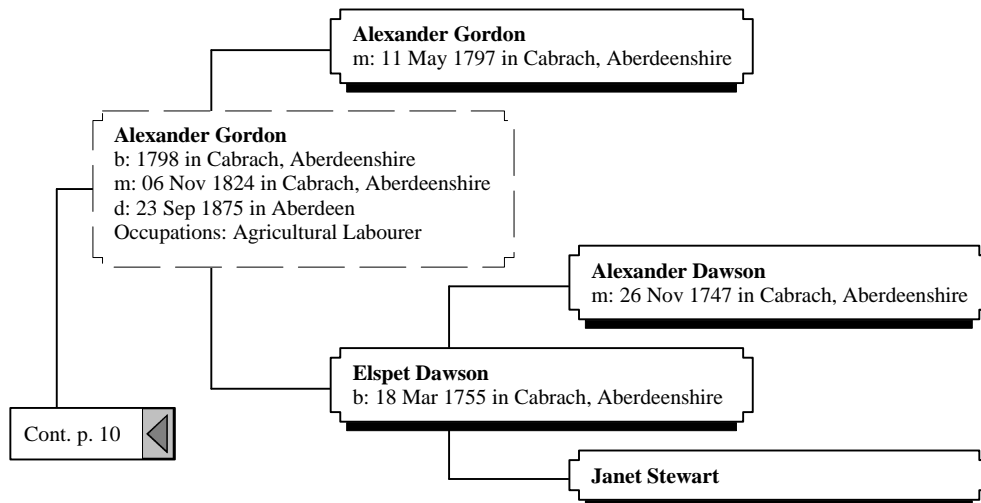 Alexander Gordon
m: 11 May 1797 in Cabrach, Aberdeenshire
Alexander Gordon
b: 1798 in Cabrach, Aberdeenshire
m: 06 Nov 1824 in Cabrach, Aberdeenshire
d: 23 Sep 1875 in Aberdeen
Occupations: Agricultural Labourer
Alexander Dawson
m: 26 Nov 1747 in Cabrach, Aberdeenshire
Elspet Dawson
b: 18 Mar 1755 in Cabrach, Aberdeenshire
Cont. p. 10
Janet Stewart